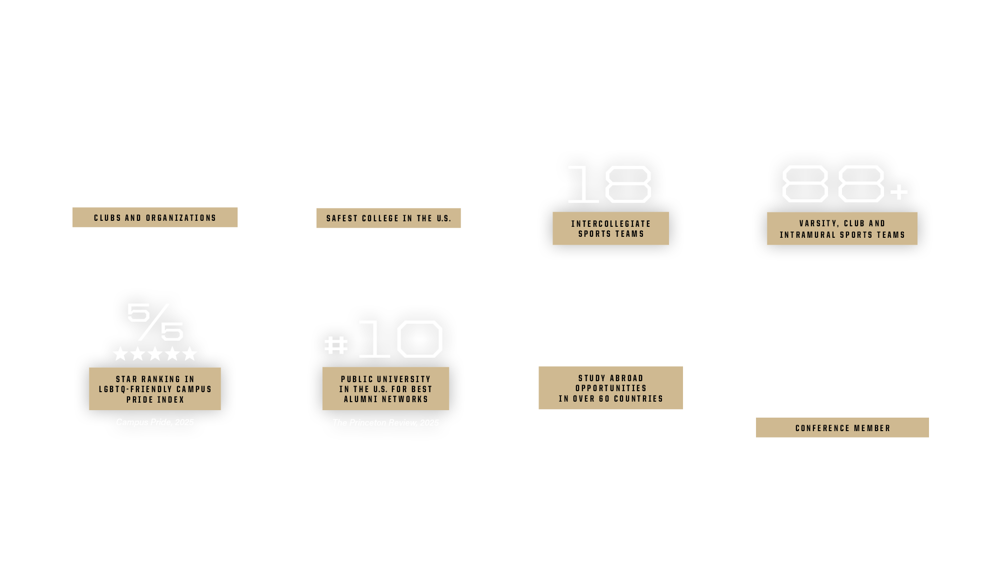 CLUBS AND ORGANIZATIONS
SAFEST COLLEGE IN THE U.S.
18
INTERCOLLEGIATE
SPORTS TEAMS
88+
VARSITY, CLUB AND
INTRAMURAL SPORTS TEAMS
5/5
STAR RANKING IN
LGBTQ-FRIENDLY CAMPUS
PRIDE INDEX
Campus Pride, 2025
#10
PUBLIC UNIVERSITY
IN THE U.S. FOR BEST
ALUMNI NETWORKS
The Princeton Review, 2025
STUDY ABROAD
OPPORTUNITIES
IN OVER 60 COUNTRIES
CONFERENCE MEMBER